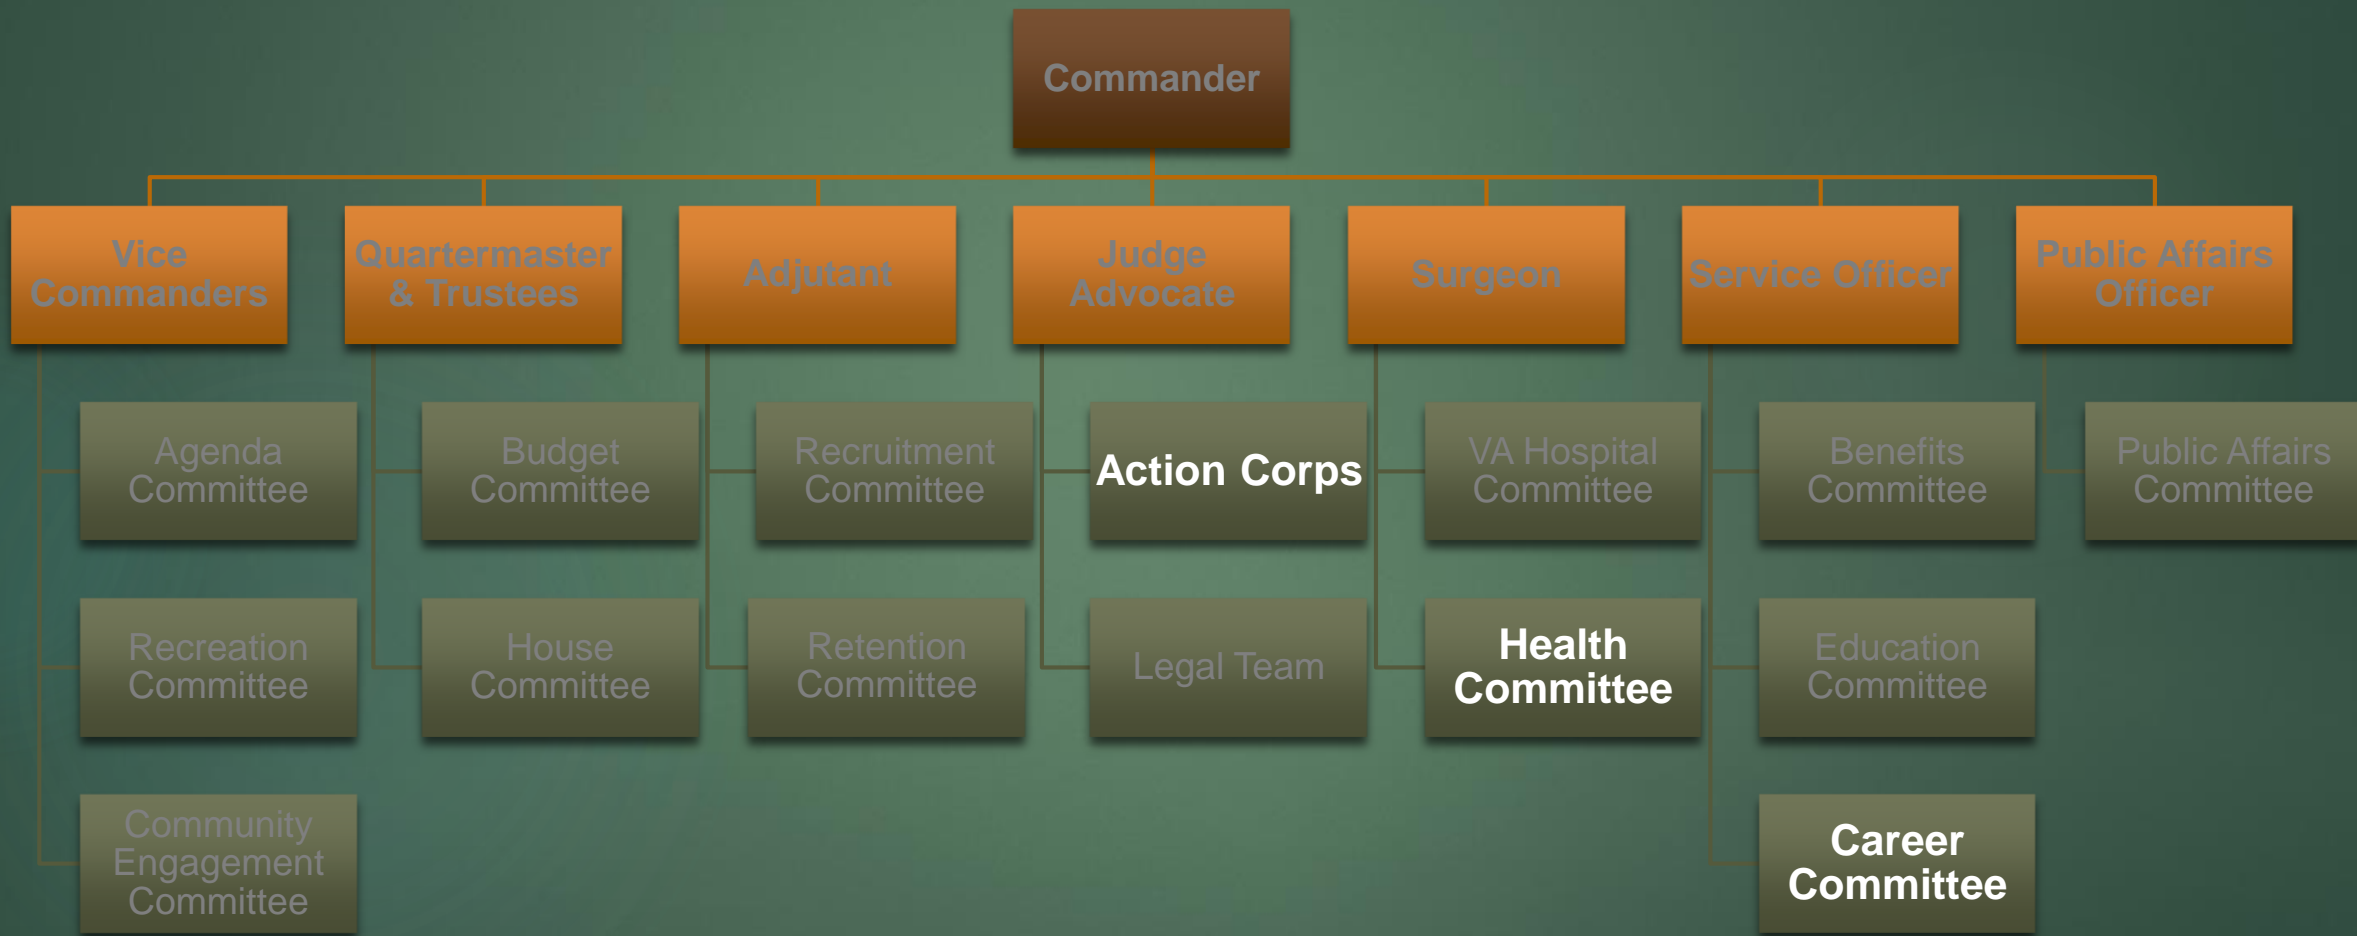 Commander
Vice
Commanders
Quartermaster
& Trustees
Adjutant
Judge
Advocate
Surgeon
Service Officer
Public Affairs
Officer
Agenda
Committee
Budget
Committee
Recruitment
Committee
Action Corps
VA Hospital
Committee
Benefits
Committee
Public Affairs
Committee
Recreation
Committee
House
Committee
Retention
Committee
Legal Team
Health
Committee
Education
Committee
Community
Engagement
Committee
Career
Committee